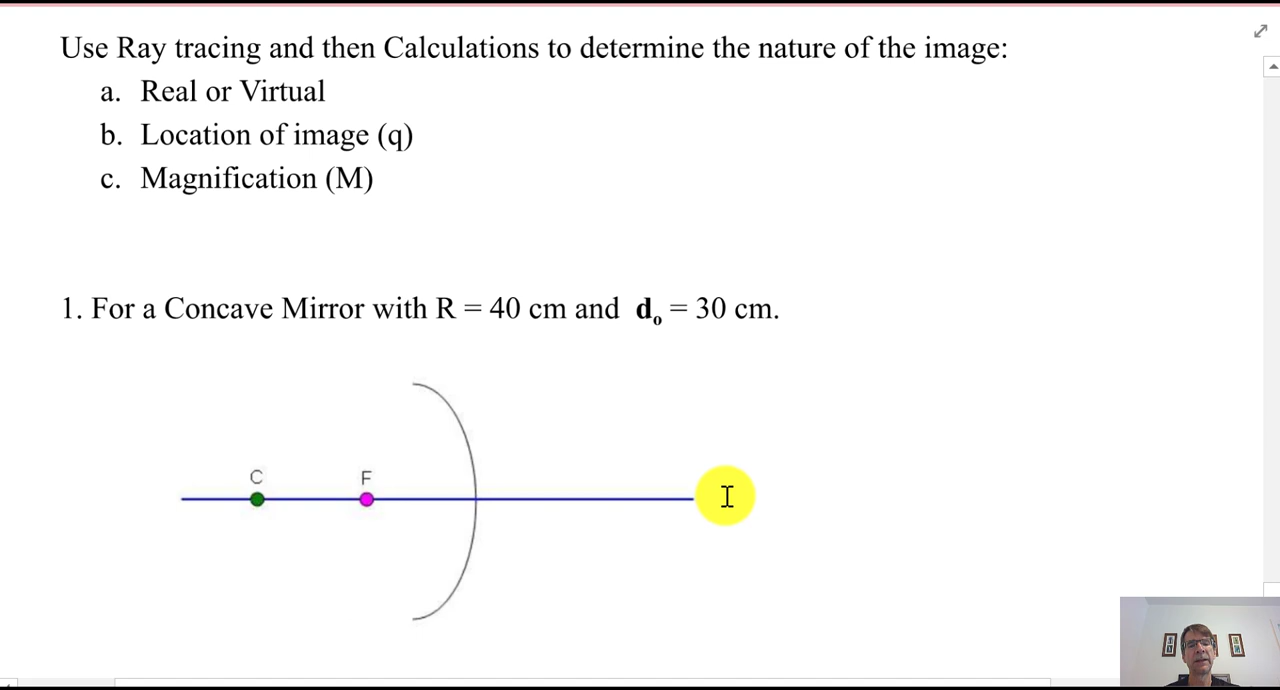 Use Ray tracing and then Calculations to determine the nature of the image:
a. Real or Virtual
b. Location of image (q)
c. Magnification (M)
1. For a Concave Mirror with R = 40 cm and dₒ = 30 cm.
C
F